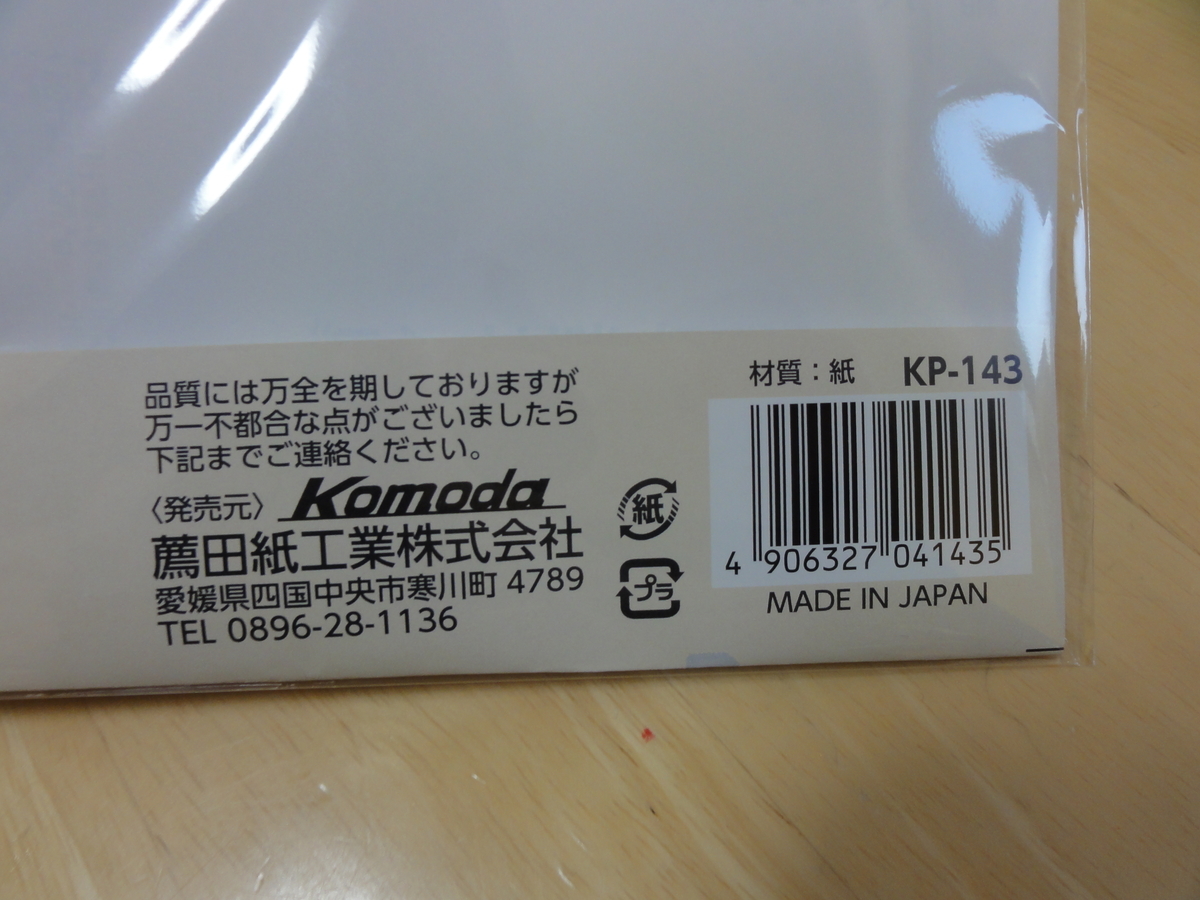 品質には万全を期しておりますが
万一不都合な点がございましたら
下記までご連絡ください。
〈発売元〉 Komoda
薦田紙工業株式会社
愛媛県四国中央市寒川町 4789
TEL 0896-28-1136
紙
プラ
材質：紙 KP-143
4 906327 041435
MADE IN JAPAN